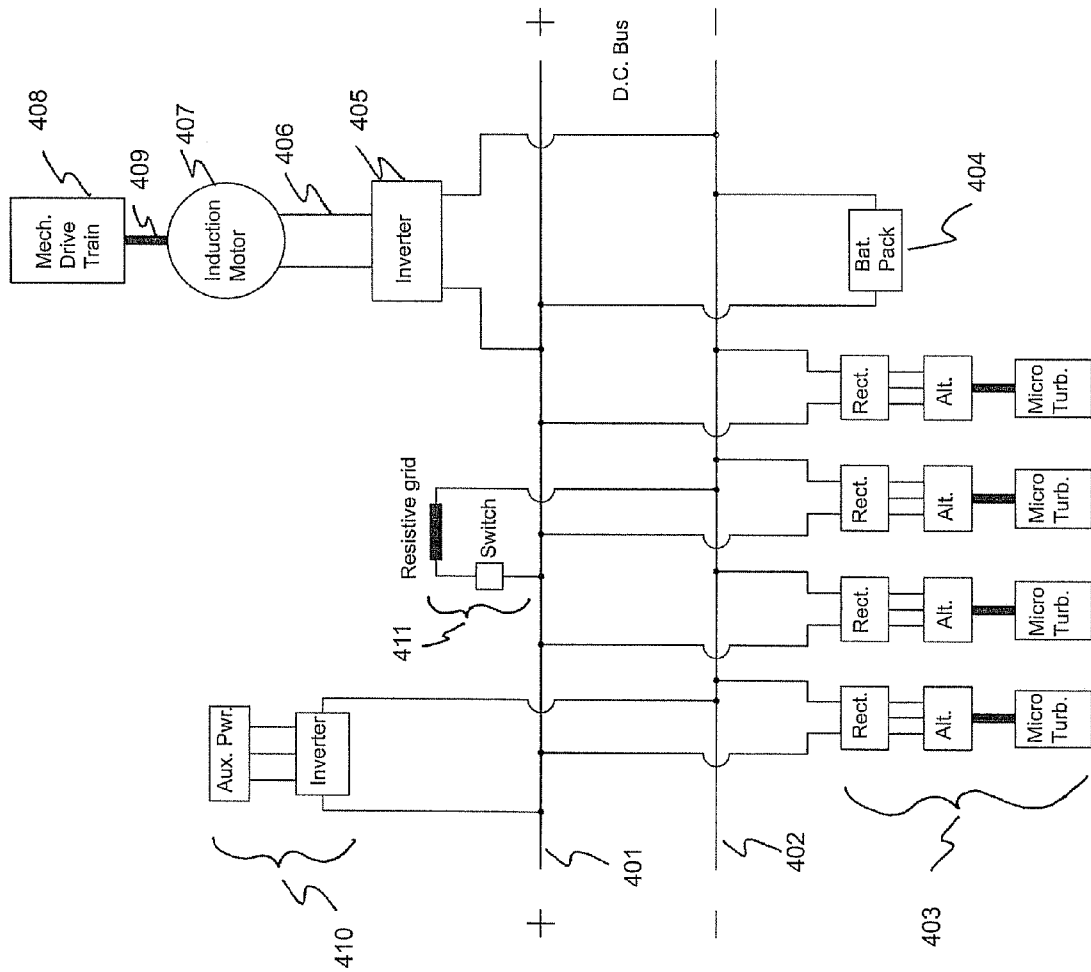 408
Mech.
Drive
Train
409
407
Induction
Motor
406
405
Inverter
+
+
D.C. Bus
−
−
401
402
Aux. Pwr.
Inverter
410
Resistive grid
Switch
411
Bat.
Pack
404
Rect.
Alt.
Micro
Turb.
Rect.
Alt.
Micro
Turb.
Rect.
Alt.
Micro
Turb.
Rect.
Alt.
Micro
Turb.
403